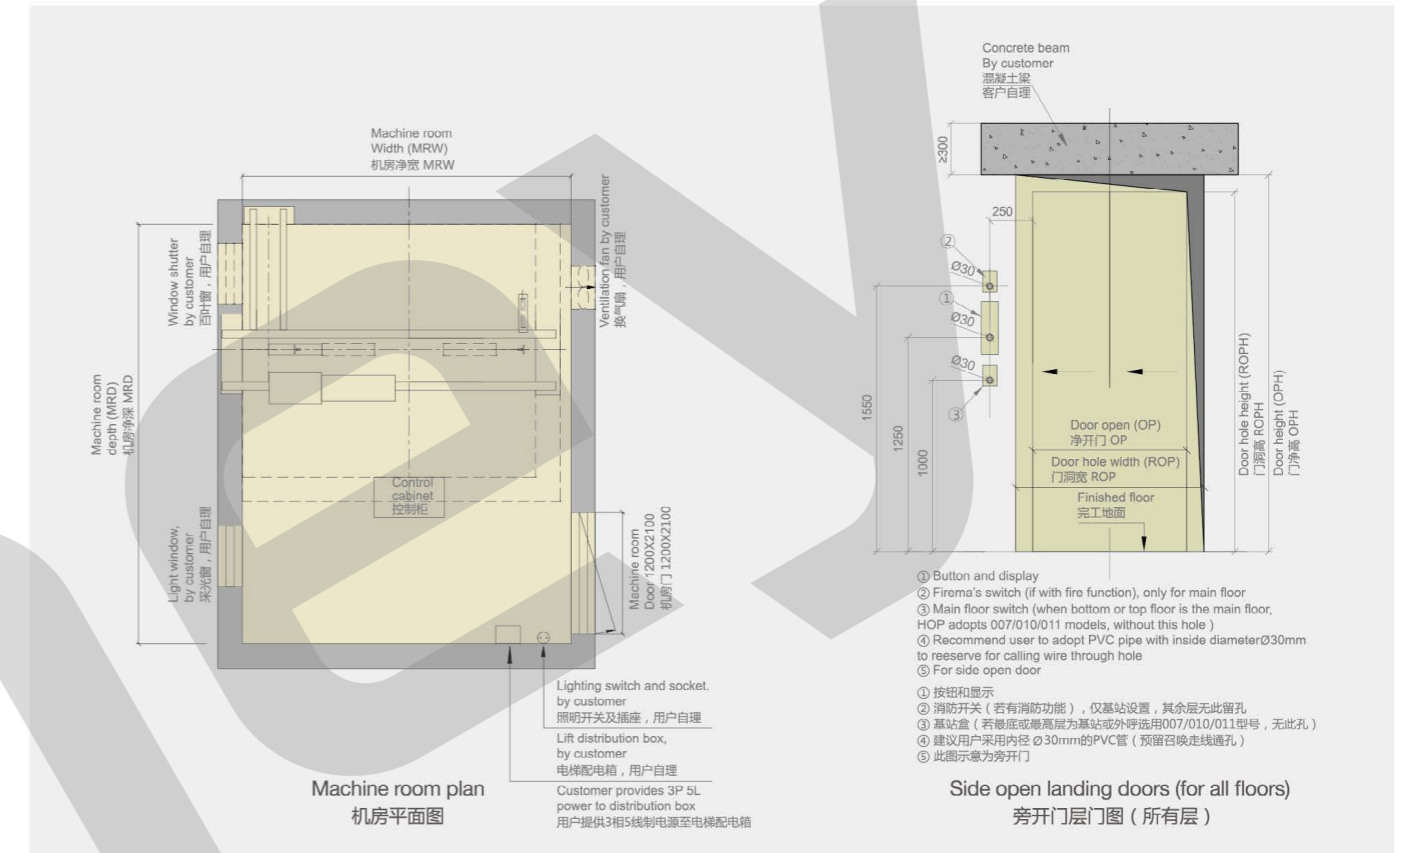 Machine room
Width (MRW)
机房净宽 MRW
Window shutter
by customer
百叶窗，用户自理
Ventilation fan by customer
换气扇，用户自理
Machine room
depth (MRD)
机房净深 MRD
Control
cabinet
控制柜
Light window,
by customer
采光窗，用户自理
Machine room
Door 1200X2100
机房门 1200X2100
Lighting switch and socket.
by customer
照明开关及插座，用户自理
Lift distribution box,
by customer
电梯配电箱，用户自理
Customer provides 3P 5L
power to distribution box
用户提供3相5线制电源至电梯配电箱
Machine room plan
机房平面图
Concrete beam
By customer
混凝土梁
客户自理
≥300
250
②
Ø30
①
Ø30
Ø30
③
1550
1250
1000
Door open (OP)
净开门 OP
Door hole width (ROP)
门洞宽 ROP
Finished floor
完工地面
Door hole height (ROPH)
门洞高 ROPH
Door height (OPH)
门净高 OPH
① Button and display
② Firema's switch (if with fire function), only for main floor
③ Main floor switch (when bottom or top floor is the main floor,
HOP adopts 007/010/011 models, without this hole )
④ Recommend user to adopt PVC pipe with inside diameterØ30mm
to reeserve for calling wire through hole
⑤ For side open door
① 按钮和显示
② 消防开关（若有消防功能），仅基站设置，其余层无此留孔
③ 基站盒（若最底或最高层为基站或外呼选用007/010/011型号，无此孔）
④ 建议用户采用内径 Ø30mm的PVC管（预留召唤走线通孔）
⑤ 此图示意为旁开门
Side open landing doors (for all floors)
旁开门层门图（所有层）